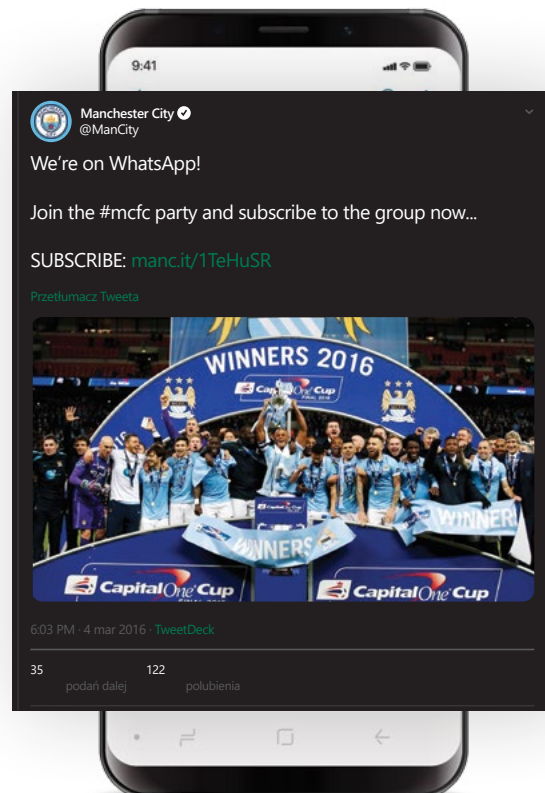 9:41
Manchester City
@ManCity
We're on WhatsApp!
Join the #mcfc party and subscribe to the group now...
SUBSCRIBE: manc.it/1TeHuSR
Przetłumacz Tweeta
WINNERS 2016
Capital One Cup
FINAL 2016
WINNERS
WINNER
Capital One Cup
Capital One Cup
6:03 PM · 4 mar 2016 · TweetDeck
35 podań dalej 122 polubienia